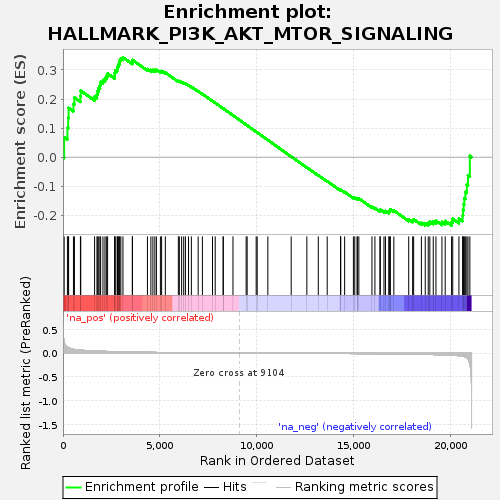 Enrichment plot:
HALLMARK_PI3K_AKT_MTOR_SIGNALING
Enrichment score (ES)
0.3
0.2
0.1
0.0
-0.1
-0.2
'na_pos' (positively correlated)
Ranked list metric (PreRanked)
0.5
0.0
-0.5
-1.0
-1.5
Zero cross at 9104
'na_neg' (negatively correlated)
0
5,000
10,000
15,000
20,000
Rank in Ordered Dataset
Enrichment profile
Hits
Ranking metric scores